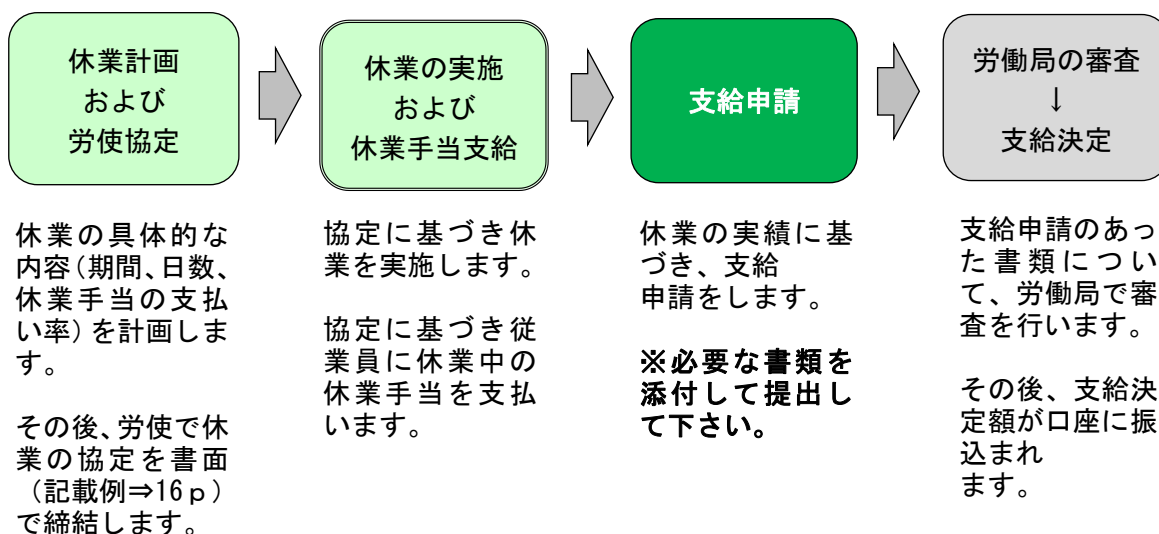 休業計画
および
労使協定
休業の実施
および
休業手当支給
支給申請
労働局の審査
↓
支給決定
休業の具体的な
内容（期間、日数、
休業手当の支払
い率）を計画しま
す。
その後、労使で休
業の協定を書面
（記載例⇒16ｐ）
で締結します。
協定に基づき休
業を実施します。
協定に基づき従
業員に休業中の
休業手当を支払
います。
休業の実績に基
づき、支給
申請をします。
※必要な書類を
添付して提出し
て下さい。
支給申請のあっ
た書類につい
て、労働局で審
査を行います。
その後、支給決
定額が口座に振
込まれ
ます。